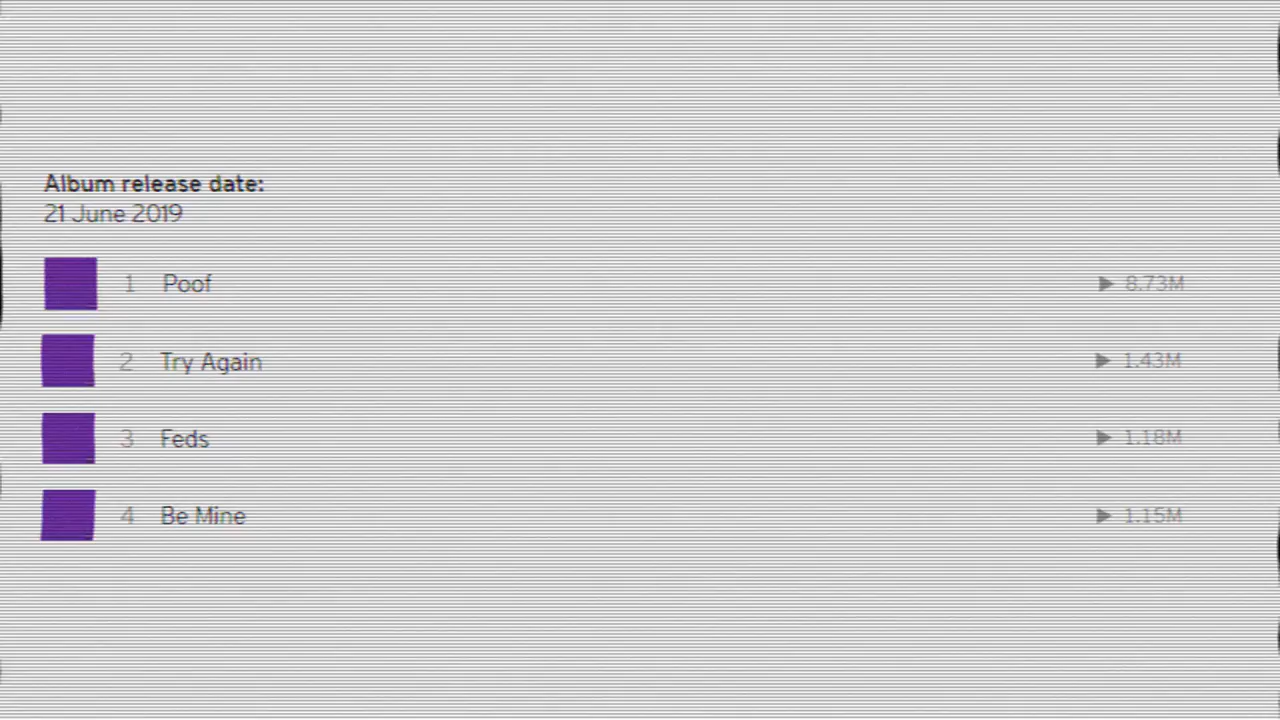 Album release date:
21 June 2019
1 Poof 8.73M
2 Try Again 1.43M
3 Feds 1.18M
4 Be Mine 1.15M